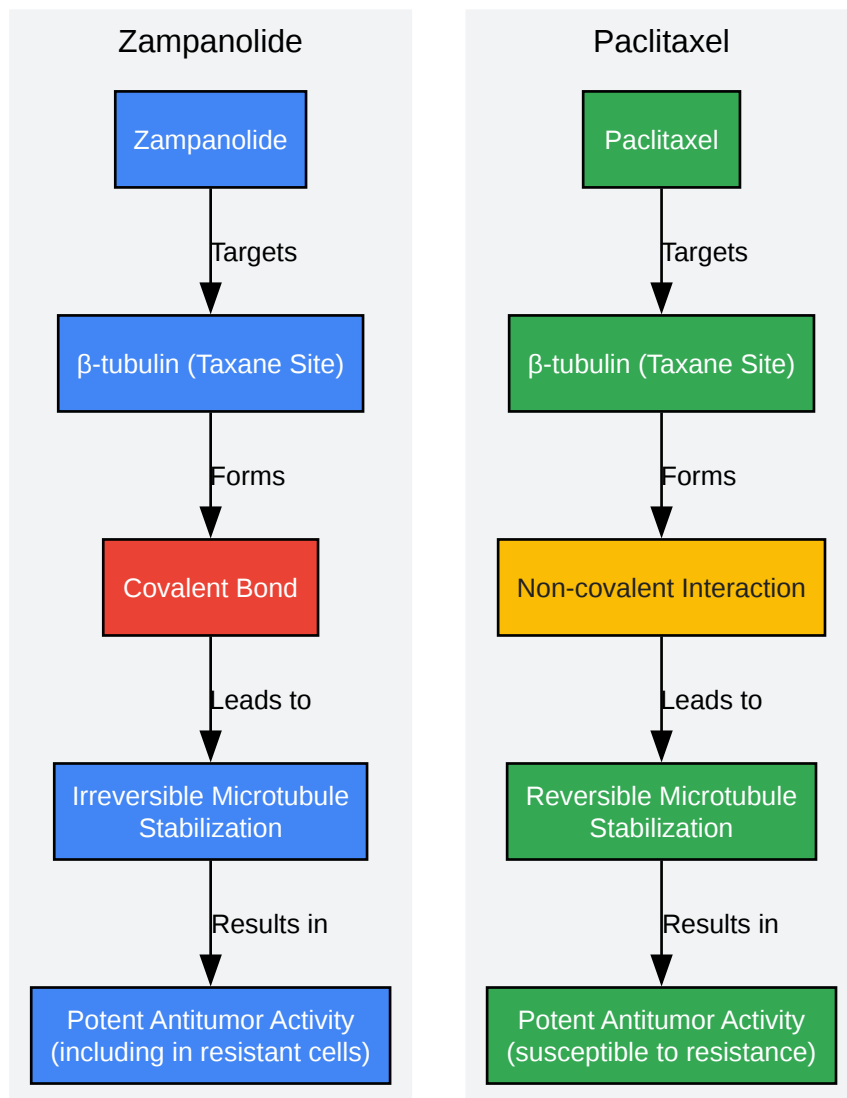 Zampanolide
Zampanolide
Targets
β-tubulin (Taxane Site)
Forms
Covalent Bond
Leads to
Irreversible Microtubule
Stabilization
Results in
Potent Antitumor Activity
(including in resistant cells)
Paclitaxel
Paclitaxel
Targets
β-tubulin (Taxane Site)
Forms
Non-covalent Interaction
Leads to
Reversible Microtubule
Stabilization
Results in
Potent Antitumor Activity
(susceptible to resistance)